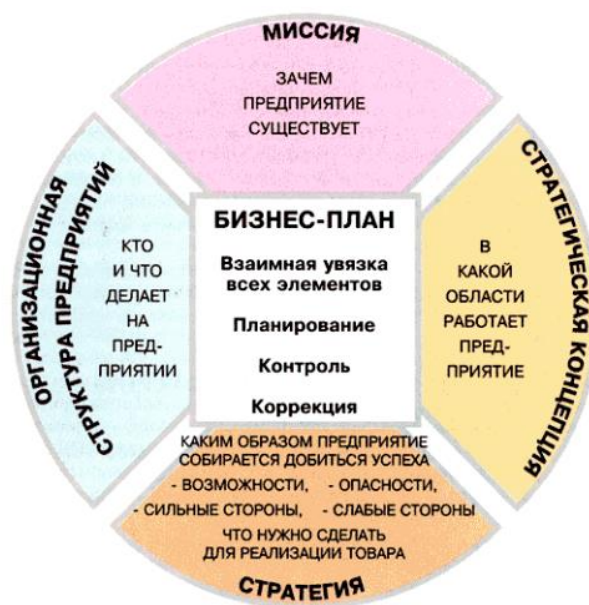 МИССИЯ
ЗАЧЕМ
ПРЕДПРИЯТИЕ
СУЩЕСТВУЕТ
ОРГАНИЗАЦИОННАЯ
СТРУКТУРА ПРЕДПРИЯТИЙ
КТО
И ЧТО
ДЕЛАЕТ
НА
ПРЕД-
ПРИЯТИИ
БИЗНЕС-ПЛАН
Взаимная увязка
всех элементов
Планирование
Контроль
Коррекция
СТРАТЕГИЧЕСКАЯ КОНЦЕПЦИЯ
В
КАКОЙ
ОБЛАСТИ
РАБОТАЕТ
ПРЕД-
ПРИЯТИЕ
КАКИМ ОБРАЗОМ ПРЕДПРИЯТИЕ
СОБИРАЕТСЯ ДОБИТЬСЯ УСПЕХА
- ВОЗМОЖНОСТИ, - ОПАСНОСТИ,
- СИЛЬНЫЕ СТОРОНЫ, - СЛАБЫЕ СТОРОНЫ
ЧТО НУЖНО СДЕЛАТЬ
ДЛЯ РЕАЛИЗАЦИИ ТОВАРА
СТРАТЕГИЯ